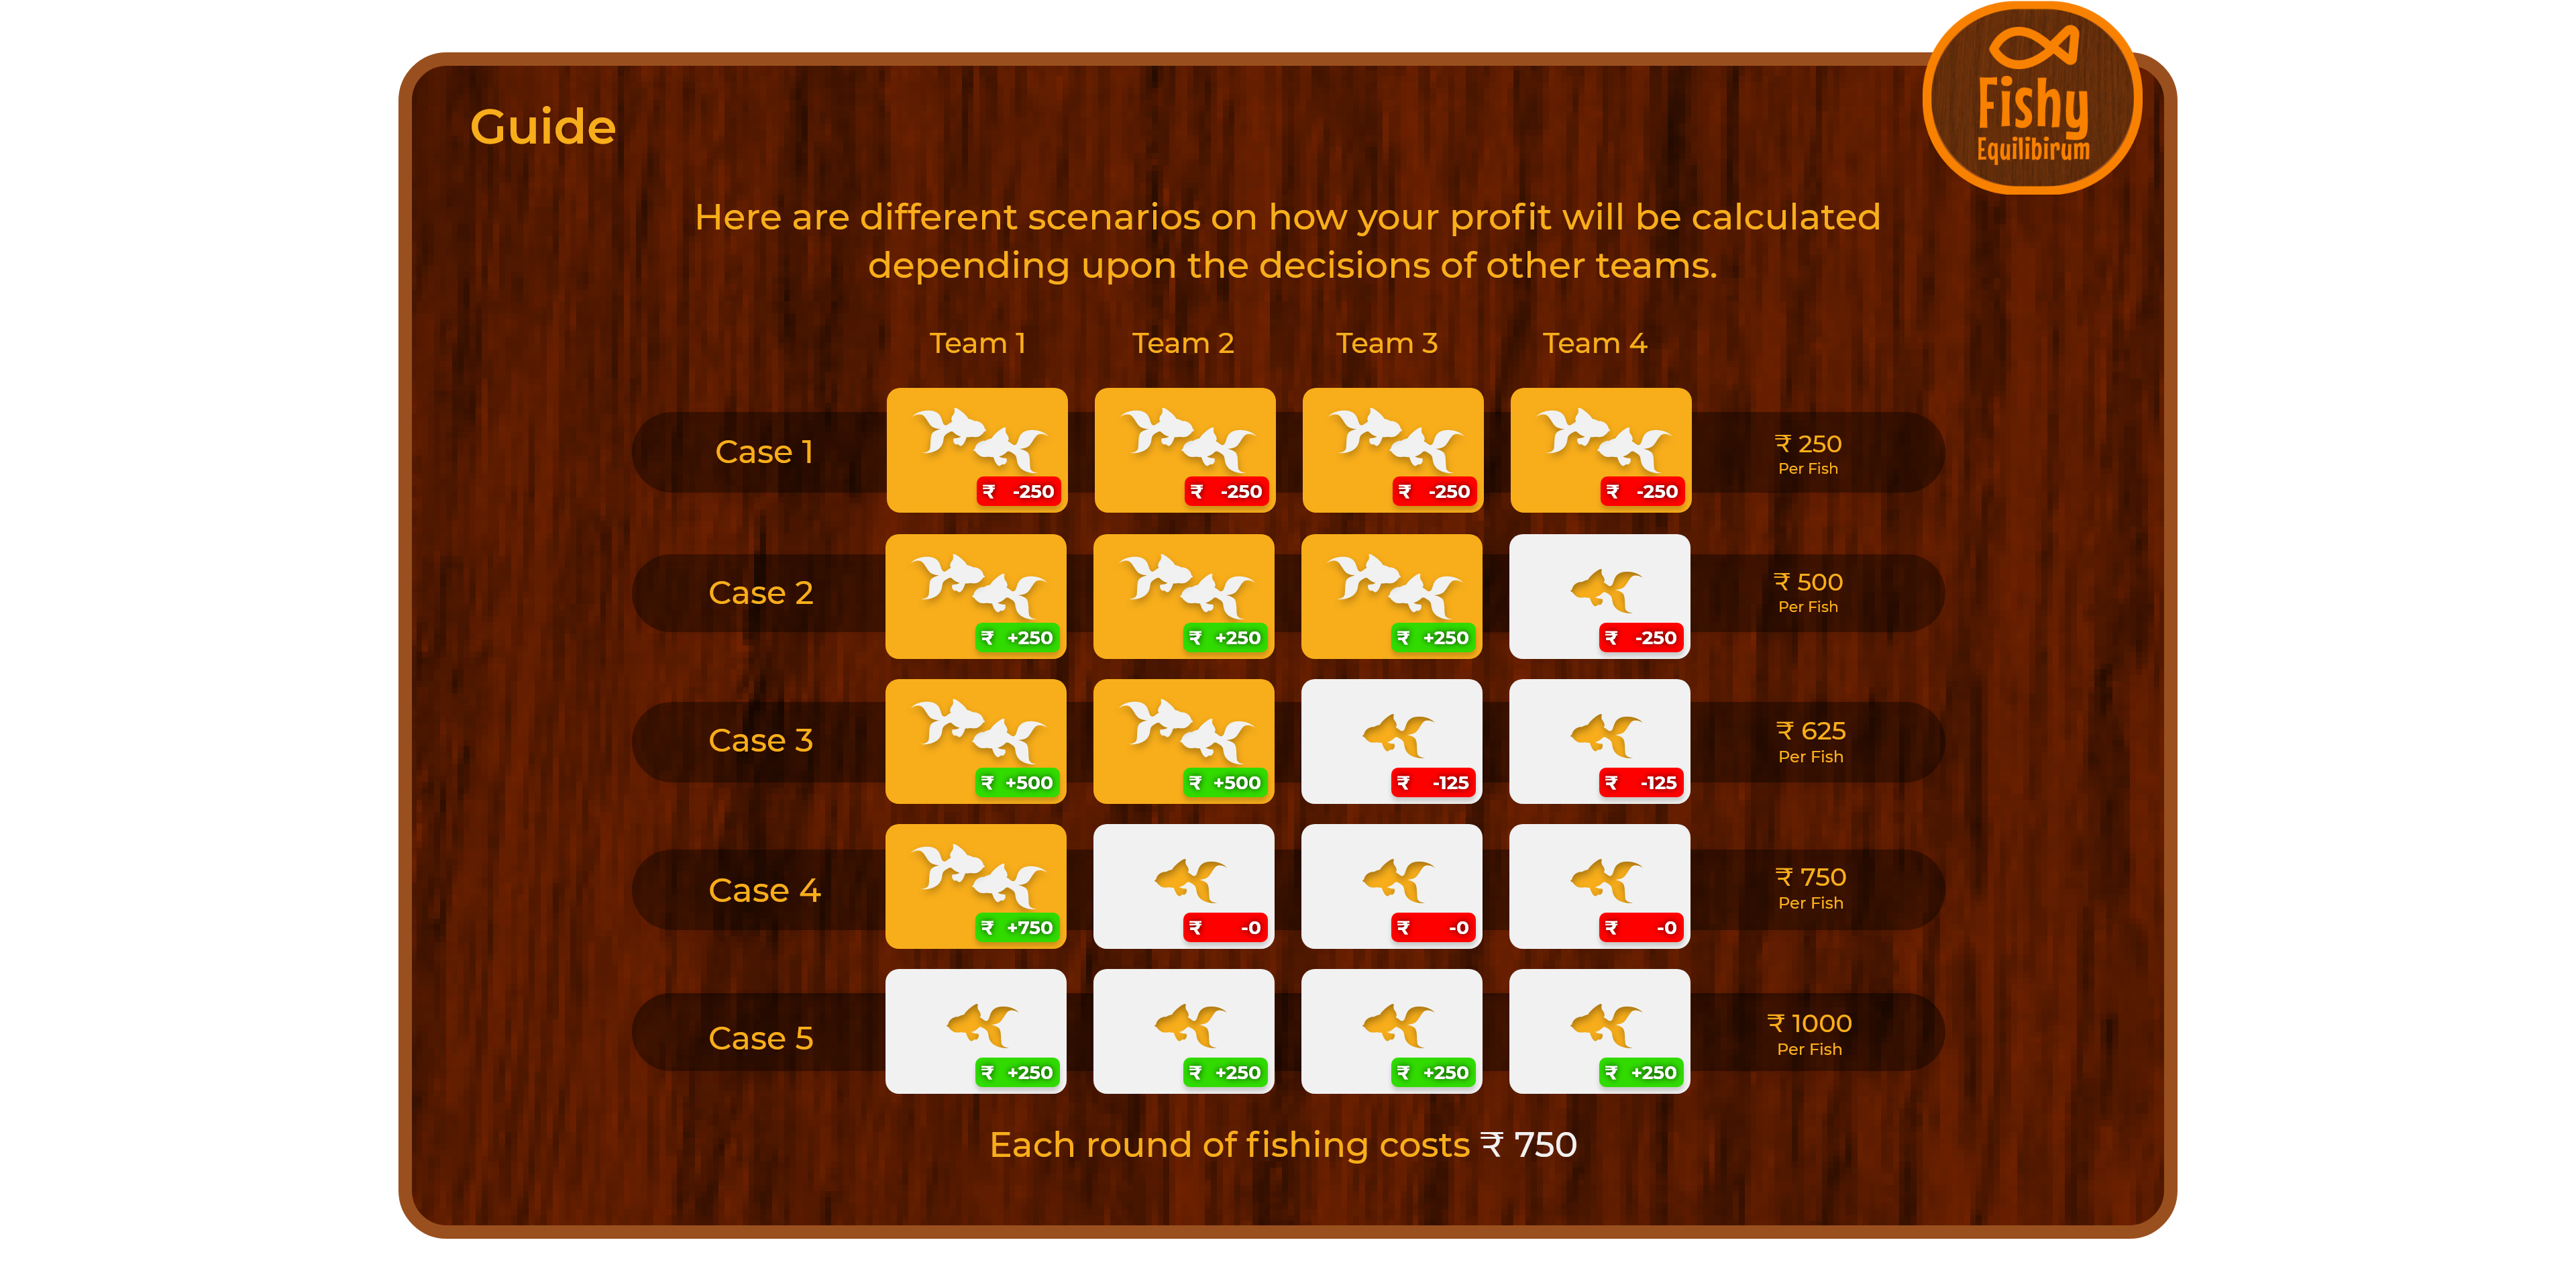 Fishy
Equilibirum
Guide
Here are different scenarios on how your profit will be calculated
depending upon the decisions of other teams.
Team 1 Team 2 Team 3 Team 4
Case 1
₹ -250 ₹ -250 ₹ -250 ₹ -250
₹ 250
Per Fish
Case 2
₹ +250 ₹ +250 ₹ +250 ₹ -250
₹ 500
Per Fish
Case 3
₹ +500 ₹ +500 ₹ -125 ₹ -125
₹ 625
Per Fish
Case 4
₹ +750 ₹ -0 ₹ -0 ₹ -0
₹ 750
Per Fish
Case 5
₹ +250 ₹ +250 ₹ +250 ₹ +250
₹ 1000
Per Fish
Each round of fishing costs ₹ 750